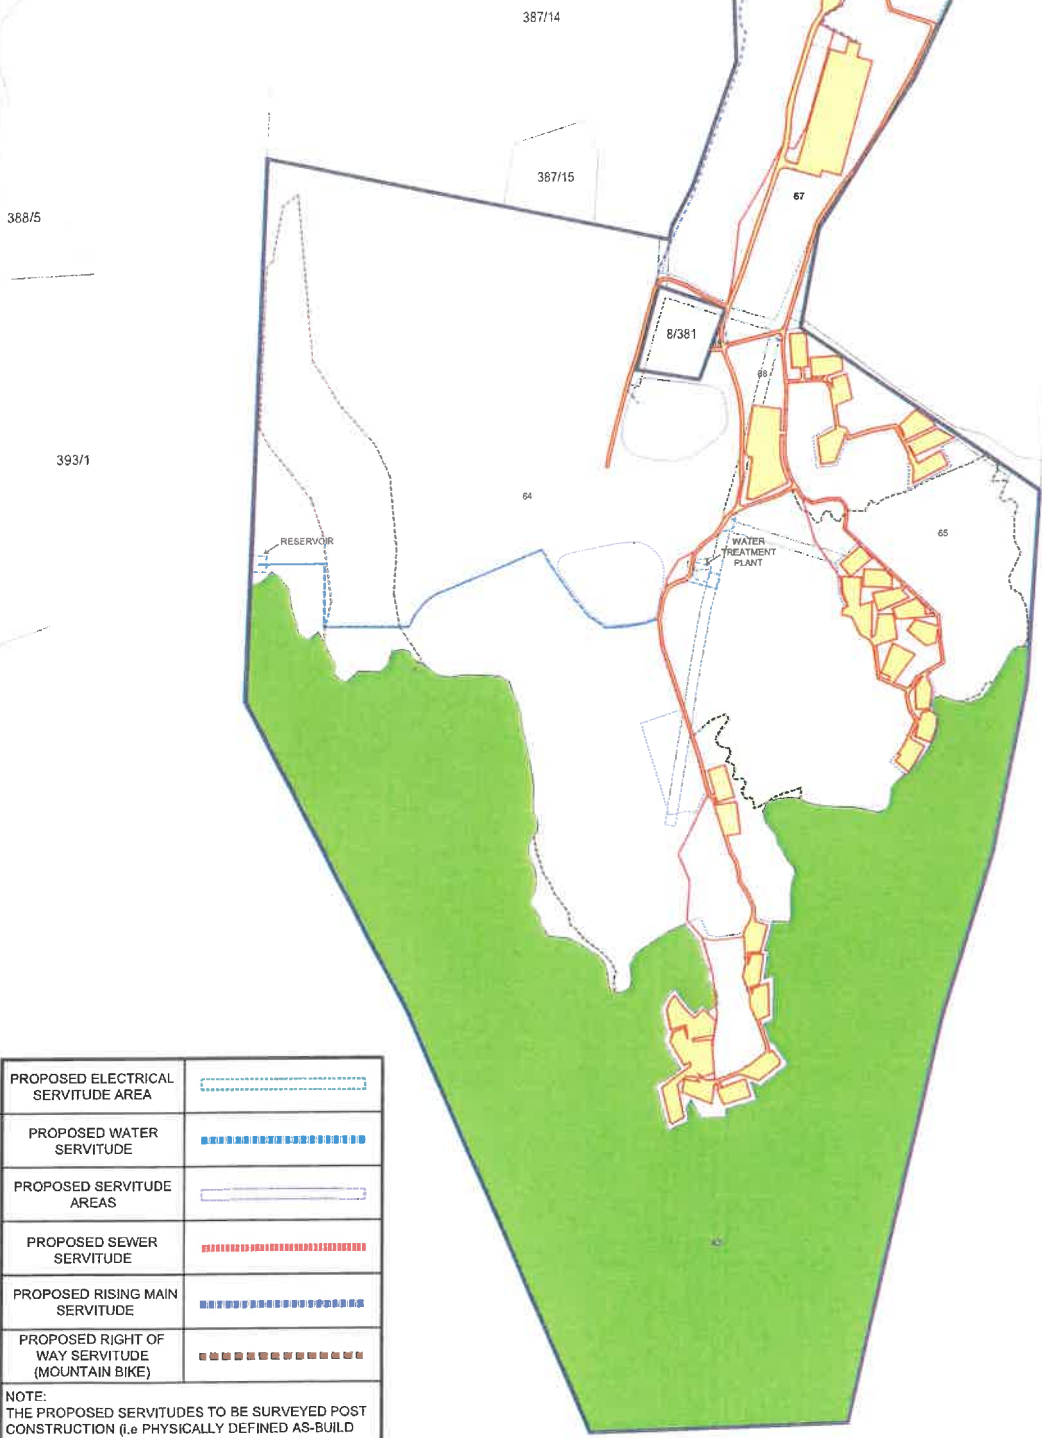 387/14
387/15
67
388/5
8/381
393/1
64
65
RESERVOIR
WATER
TREATMENT
PLANT
PROPOSED ELECTRICAL
SERVITUDE AREA
PROPOSED WATER
SERVITUDE
PROPOSED SERVITUDE
AREAS
PROPOSED SEWER
SERVITUDE
PROPOSED RISING MAIN
SERVITUDE
PROPOSED RIGHT OF
WAY SERVITUDE
(MOUNTAIN BIKE)
NOTE:
THE PROPOSED SERVITUDES TO BE SURVEYED POST
CONSTRUCTION (i.e PHYSICALLY DEFINED AS-BUILD